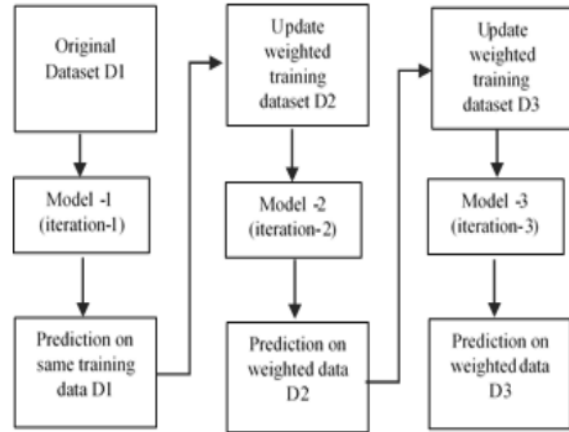 Original
Dataset D1
Model -1
(iteration-1)
Prediction on
same training
data D1
Update
weighted
training
dataset D2
Model -2
(iteration-2)
Prediction on
weighted data
D2
Update
weighted
training
dataset D3
Model -3
(iteration-3)
Prediction on
weighted data
D3